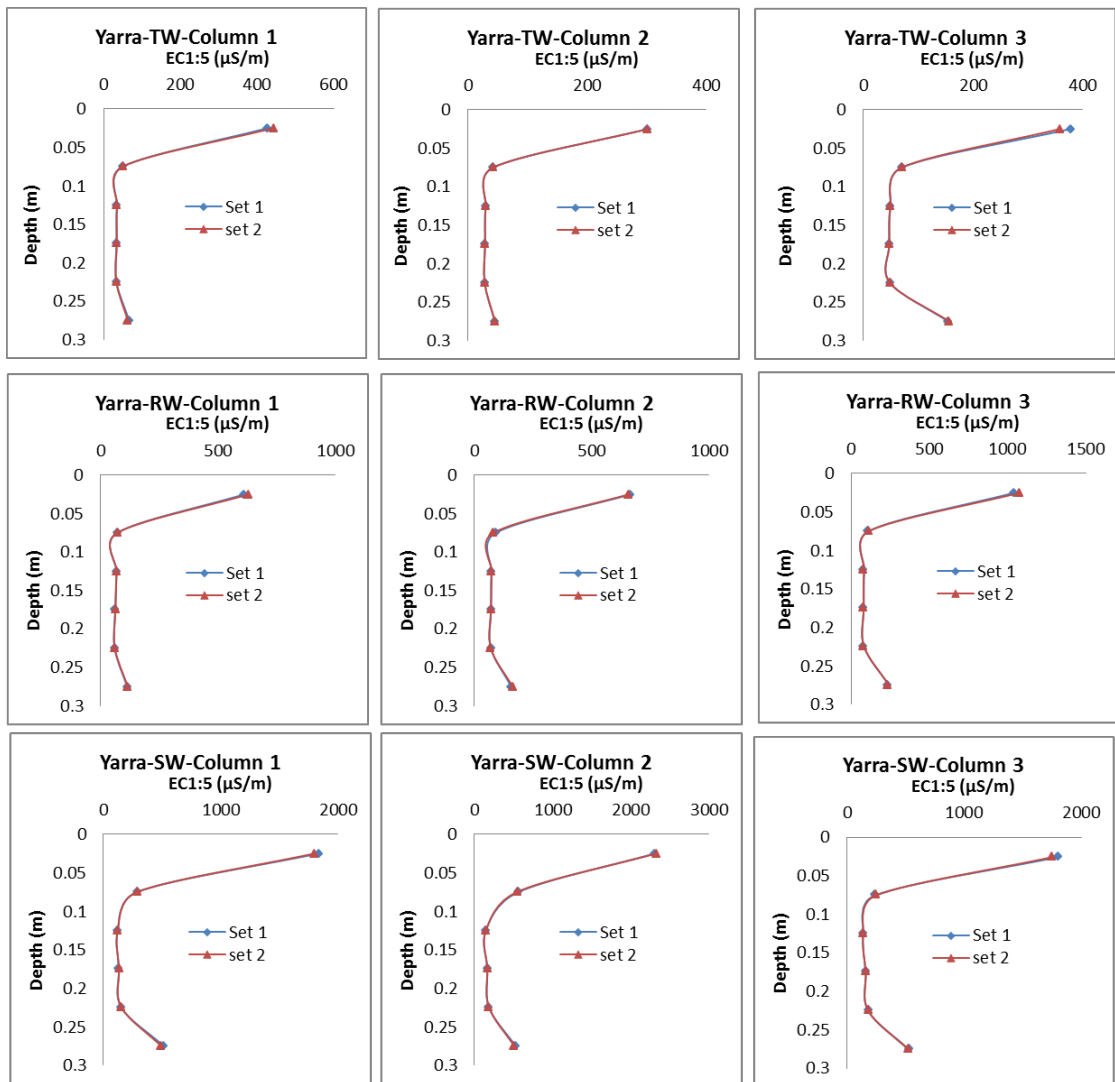 Yarra-TW-Column 1
EC1:5 (µS/m)
0 200 400 600
0
0.05
0.1
0.15
0.2
0.25
0.3
Depth (m)
Set 1
set 2
Yarra-TW-Column 2
EC1:5 (µS/m)
0 200 400
0
0.05
0.1
0.15
0.2
0.25
0.3
Depth (m)
Set 1
set 2
Yarra-TW-Column 3
EC1:5 (µS/m)
0 200 400
0
0.05
0.1
0.15
0.2
0.25
0.3
Depth (m)
Set 1
set 2
Yarra-RW-Column 1
EC1:5 (µS/m)
0 500 1000
0
0.05
0.1
0.15
0.2
0.25
0.3
Depth (m)
Set 1
set 2
Yarra-RW-Column 2
EC1:5 (µS/m)
0 500 1000
0
0.05
0.1
0.15
0.2
0.25
0.3
Depth (m)
Set 1
set 2
Yarra-RW-Column 3
EC1:5 (µS/m)
0 500 1000 1500
0
0.05
0.1
0.15
0.2
0.25
0.3
Depth (m)
Set 1
set 2
Yarra-SW-Column 1
EC1:5 (µS/m)
0 1000 2000
0
0.05
0.1
0.15
0.2
0.25
0.3
Depth (m)
Set 1
set 2
Yarra-SW-Column 2
EC1:5 (µS/m)
0 1000 2000 3000
0
0.05
0.1
0.15
0.2
0.25
0.3
Depth (m)
Set 1
set 2
Yarra-SW-Column 3
EC1:5 (µS/m)
0 1000 2000
0
0.05
0.1
0.15
0.2
0.25
0.3
Depth (m)
Set 1
set 2